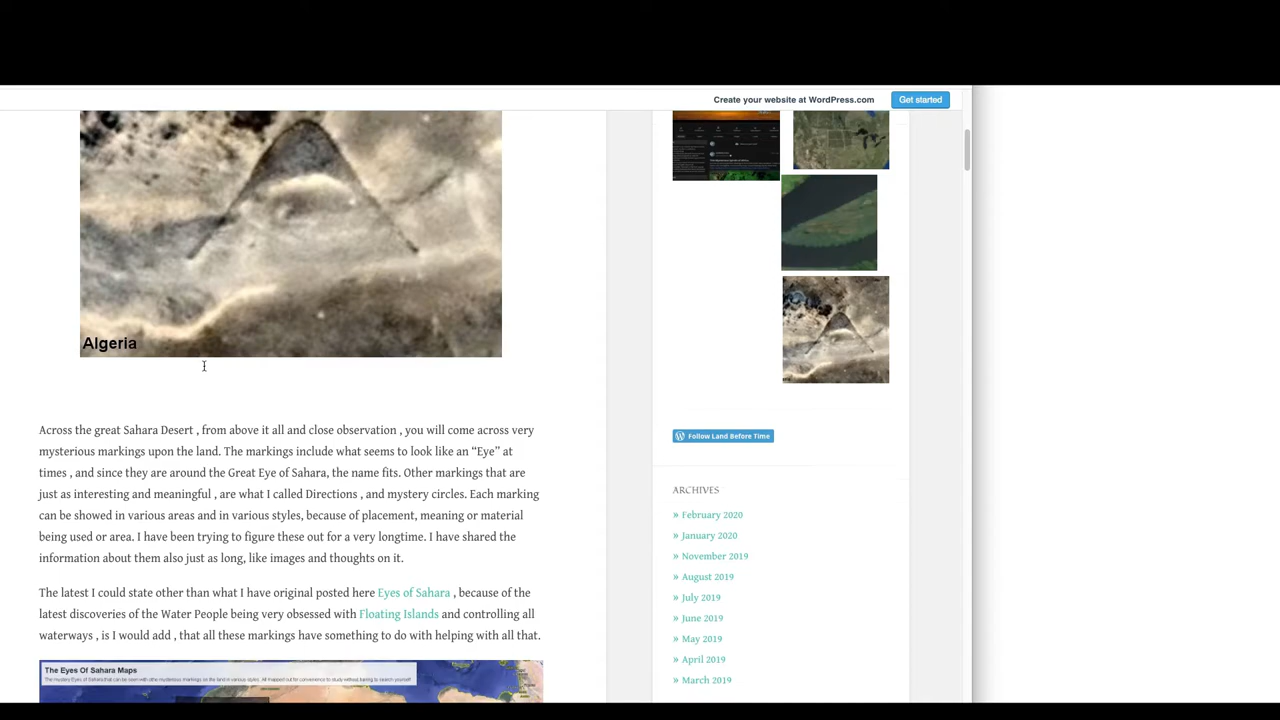 Create your website at WordPress.com
Get started
Algeria
Across the great Sahara Desert , from above it all and close observation , you will come across very
mysterious markings upon the land. The markings include what seems to look like an “Eye” at
times , and since they are around the Great Eye of Sahara, the name fits. Other markings that are
just as interesting and meaningful , are what I called Directions , and mystery circles. Each marking
can be showed in various areas and in various styles, because of placement, meaning or material
being used or area. I have been trying to figure these out for a very longtime. I have shared the
information about them also just as long, like images and thoughts on it.
The latest I could state other than what I have original posted here Eyes of Sahara , because of the
latest discoveries of the Water People being very obsessed with Floating Islands and controlling all
waterways , is I would add , that all these markings have something to do with helping with all that.
The Eyes Of Sahara Maps
Follow Land Before Time
ARCHIVES
» February 2020
» January 2020
» November 2019
» August 2019
» July 2019
» June 2019
» May 2019
» April 2019
» March 2019